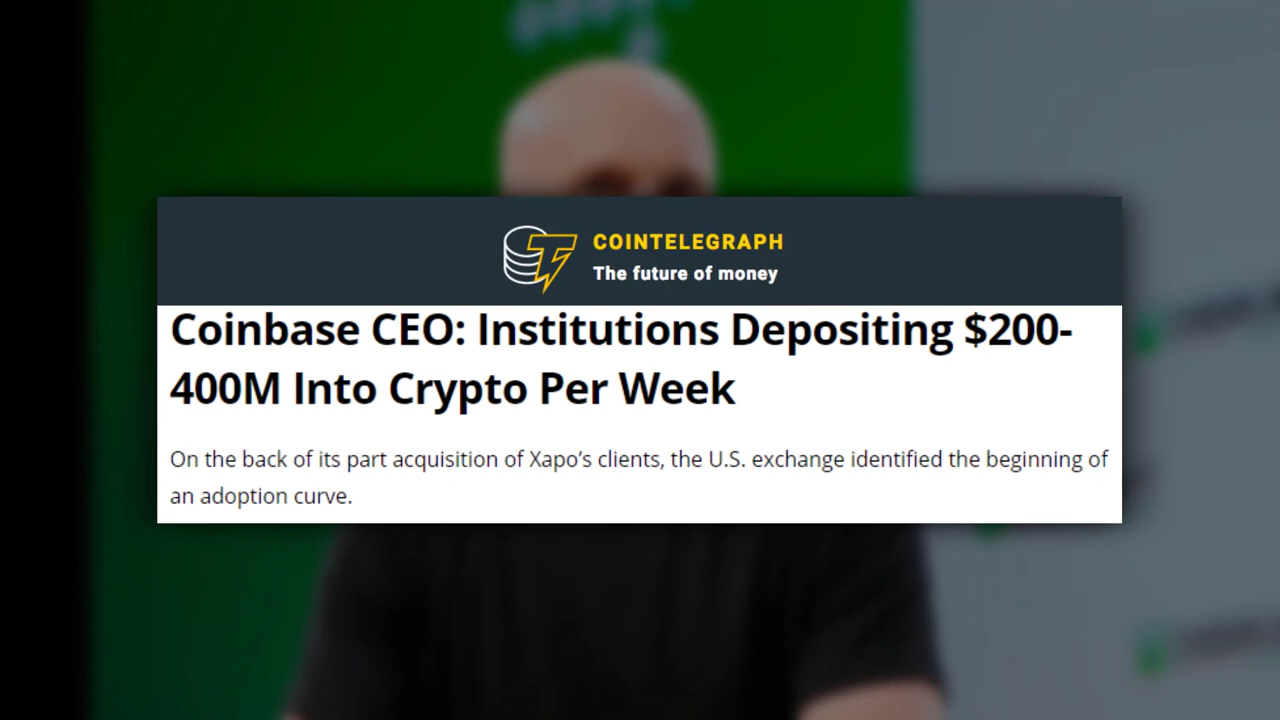 COINTELEGRAPH
The future of money
Coinbase CEO: Institutions Depositing $200-
400M Into Crypto Per Week
On the back of its part acquisition of Xapo’s clients, the U.S. exchange identified the beginning of
an adoption curve.